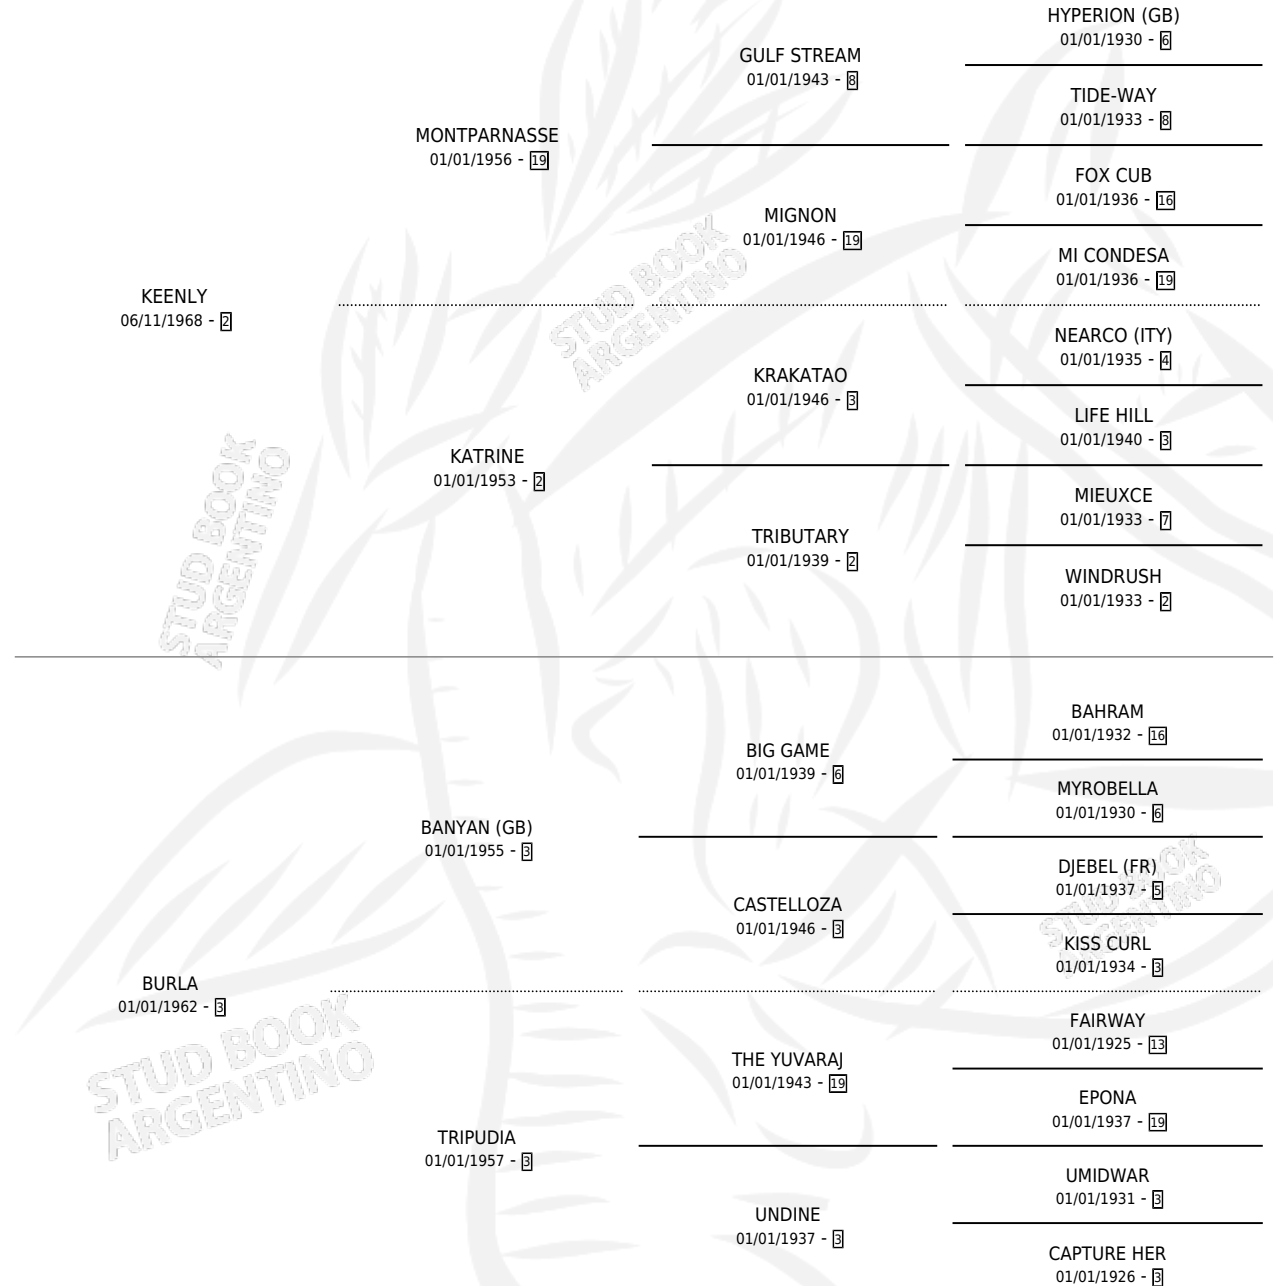 HYPERION (GB)
01/01/1930 - 6
GULF STREAM
01/01/1943 - 8
TIDE-WAY
01/01/1933 - 8
MONTPARNASSE
01/01/1956 - 19
FOX CUB
01/01/1936 - 16
MIGNON
01/01/1946 - 19
MI CONDESA
01/01/1936 - 19
KEENLY
06/11/1968 - 2
NEARCO (ITY)
01/01/1935 - 4
KRAKATAO
01/01/1946 - 3
LIFE HILL
01/01/1940 - 3
KATRINE
01/01/1953 - 2
MIEUXCE
01/01/1933 - 7
TRIBUTARY
01/01/1939 - 2
WINDRUSH
01/01/1933 - 2
BAHRAM
01/01/1932 - 16
BIG GAME
01/01/1939 - 6
MYROBELLA
01/01/1930 - 6
BANYAN (GB)
01/01/1955 - 3
DJEBEL (FR)
01/01/1937 - 5
CASTELLOZA
01/01/1946 - 3
KISS CURL
01/01/1934 - 3
BURLA
01/01/1962 - 3
FAIRWAY
01/01/1925 - 13
THE YUVARAJ
01/01/1943 - 19
EPONA
01/01/1937 - 19
TRIPUDIA
01/01/1957 - 3
UMIDWAR
01/01/1931 - 3
UNDINE
01/01/1937 - 3
CAPTURE HER
01/01/1926 - 3
STUD BOOK
ARGENTINO
STUD BOOK
ARGENTINO
STUD BOOK
ARGENTINO
STUD BOOK
ARGENTINO